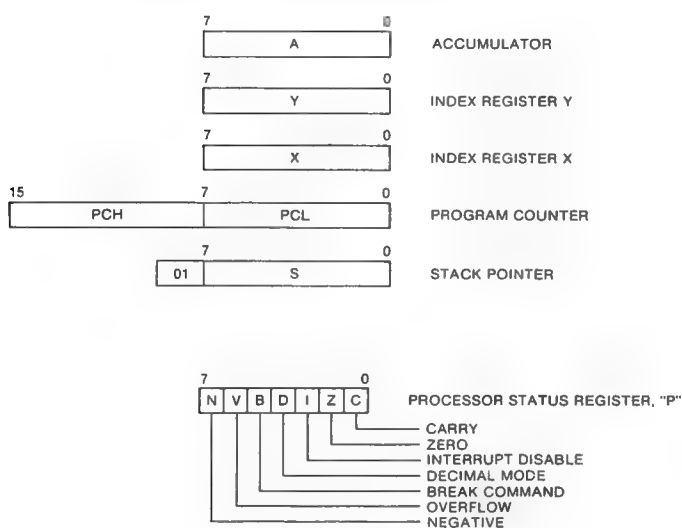 7 0
A ACCUMULATOR
7 0
Y INDEX REGISTER Y
7 0
X INDEX REGISTER X
15 7 0
PCH PCL PROGRAM COUNTER
7 0
01 S STACK POINTER
7 0
N V B D I Z C PROCESSOR STATUS REGISTER, "P"
CARRY
ZERO
INTERRUPT DISABLE
DECIMAL MODE
BREAK COMMAND
OVERFLOW
NEGATIVE